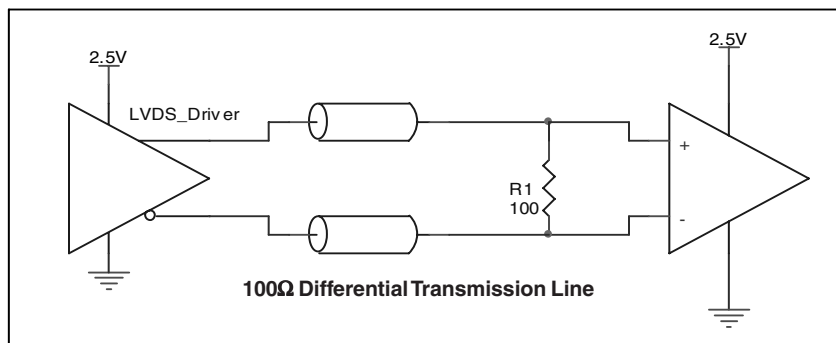 2.5V
2.5V
LVDS_Driver
+
R1
100
-
100Ω Differential Transmission Line